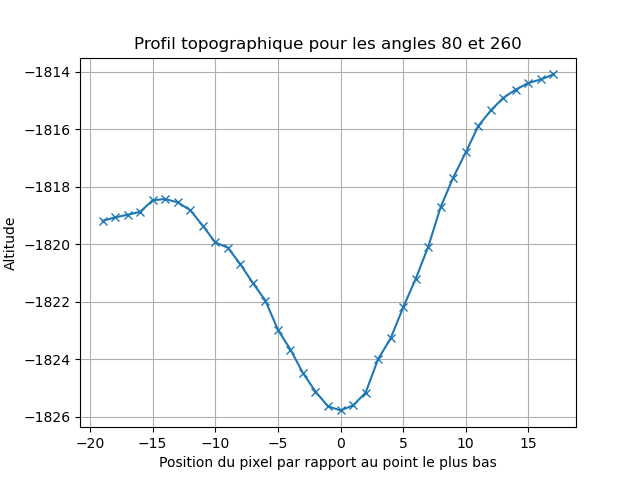 Profil topographique pour les angles 80 et 260
−1814
−1816
−1818
−1820
−1822
−1824
−1826
Altitude
−20 −15 −10 −5 0 5 10 15
Position du pixel par rapport au point le plus bas